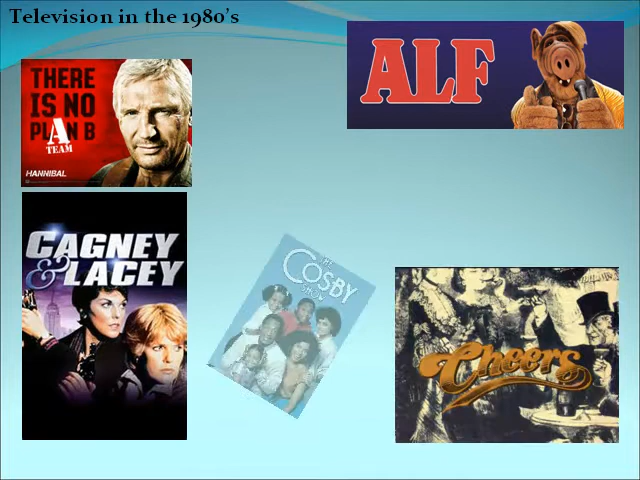 Television in the 1980's
ALF
THERE
IS NO
PLAN B
A
TEAM
HANNIBAL
CAGNEY
& LACEY
THE
COSBY
SHOW
Cheers